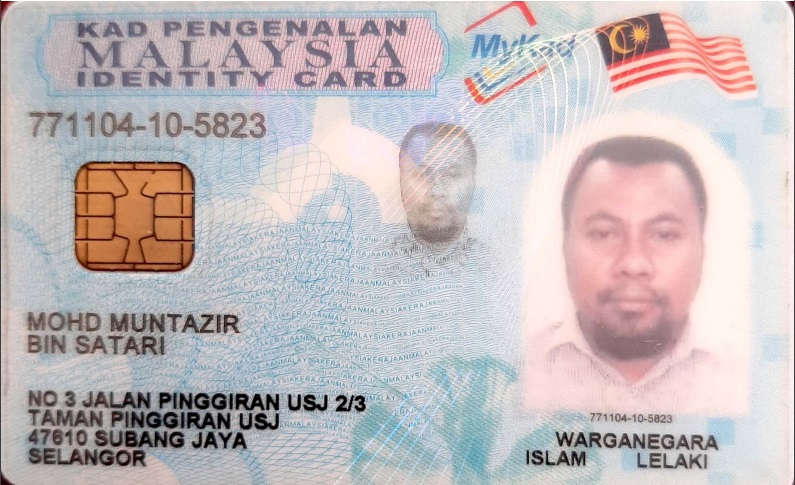 KAD PENGENALAN
MALAYSIA
IDENTITY CARD
MyKad
771104-10-5823
MOHD MUNTAZIR
BIN SATARI
NO 3 JALAN PINGGIRAN USJ 2/3
TAMAN PINGGIRAN USJ
47610 SUBANG JAYA
SELANGOR
771104-10-5823
WARGANEGARA
ISLAM LELAKI